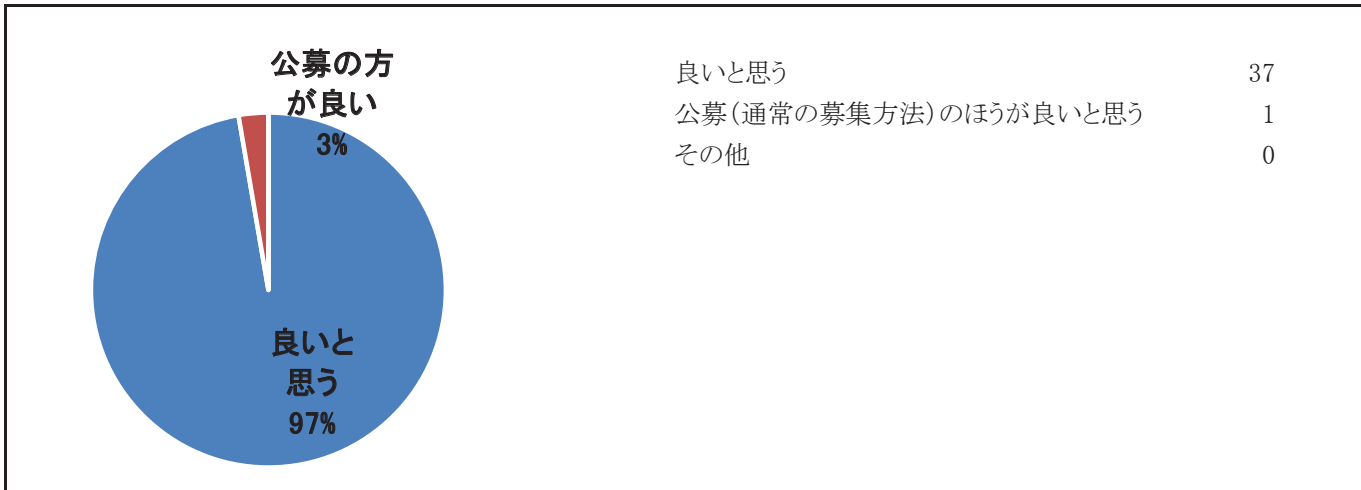 公募の方
が良い
3%
良いと
思う
97%
良いと思う 37
公募(通常の募集方法)のほうが良いと思う 1
その他 0